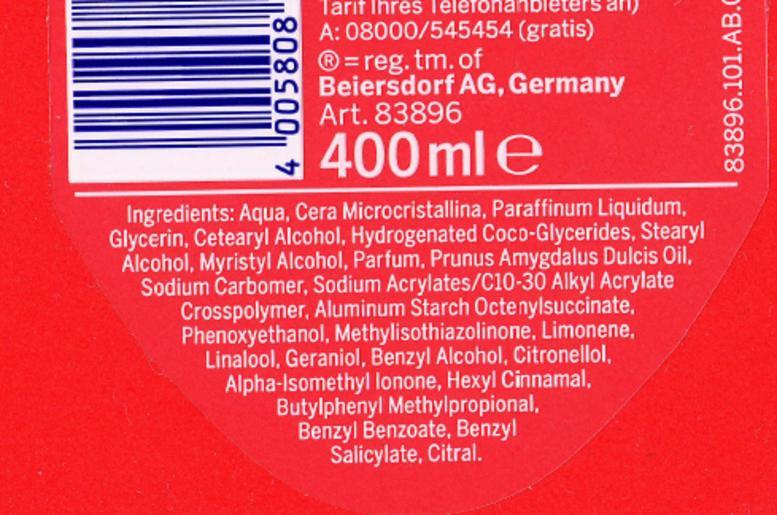 Tarif Ihres Telefonanbieters an)
A: 08000/545454 (gratis)
® = reg. tm. of
Beiersdorf AG, Germany
Art. 83896
400 ml ℮
4 005808
83896.101.AB.
Ingredients: Aqua, Cera Microcristallina, Paraffinum Liquidum,
Glycerin, Cetearyl Alcohol, Hydrogenated Coco-Glycerides, Stearyl
Alcohol, Myristyl Alcohol, Parfum, Prunus Amygdalus Dulcis Oil,
Sodium Carbomer, Sodium Acrylates/C10-30 Alkyl Acrylate
Crosspolymer, Aluminum Starch Octenylsuccinate,
Phenoxyethanol, Methylisothiazolinone, Limonene,
Linalool, Geraniol, Benzyl Alcohol, Citronellol,
Alpha-Isomethyl Ionone, Hexyl Cinnamal,
Butylphenyl Methylpropional,
Benzyl Benzoate, Benzyl
Salicylate, Citral.